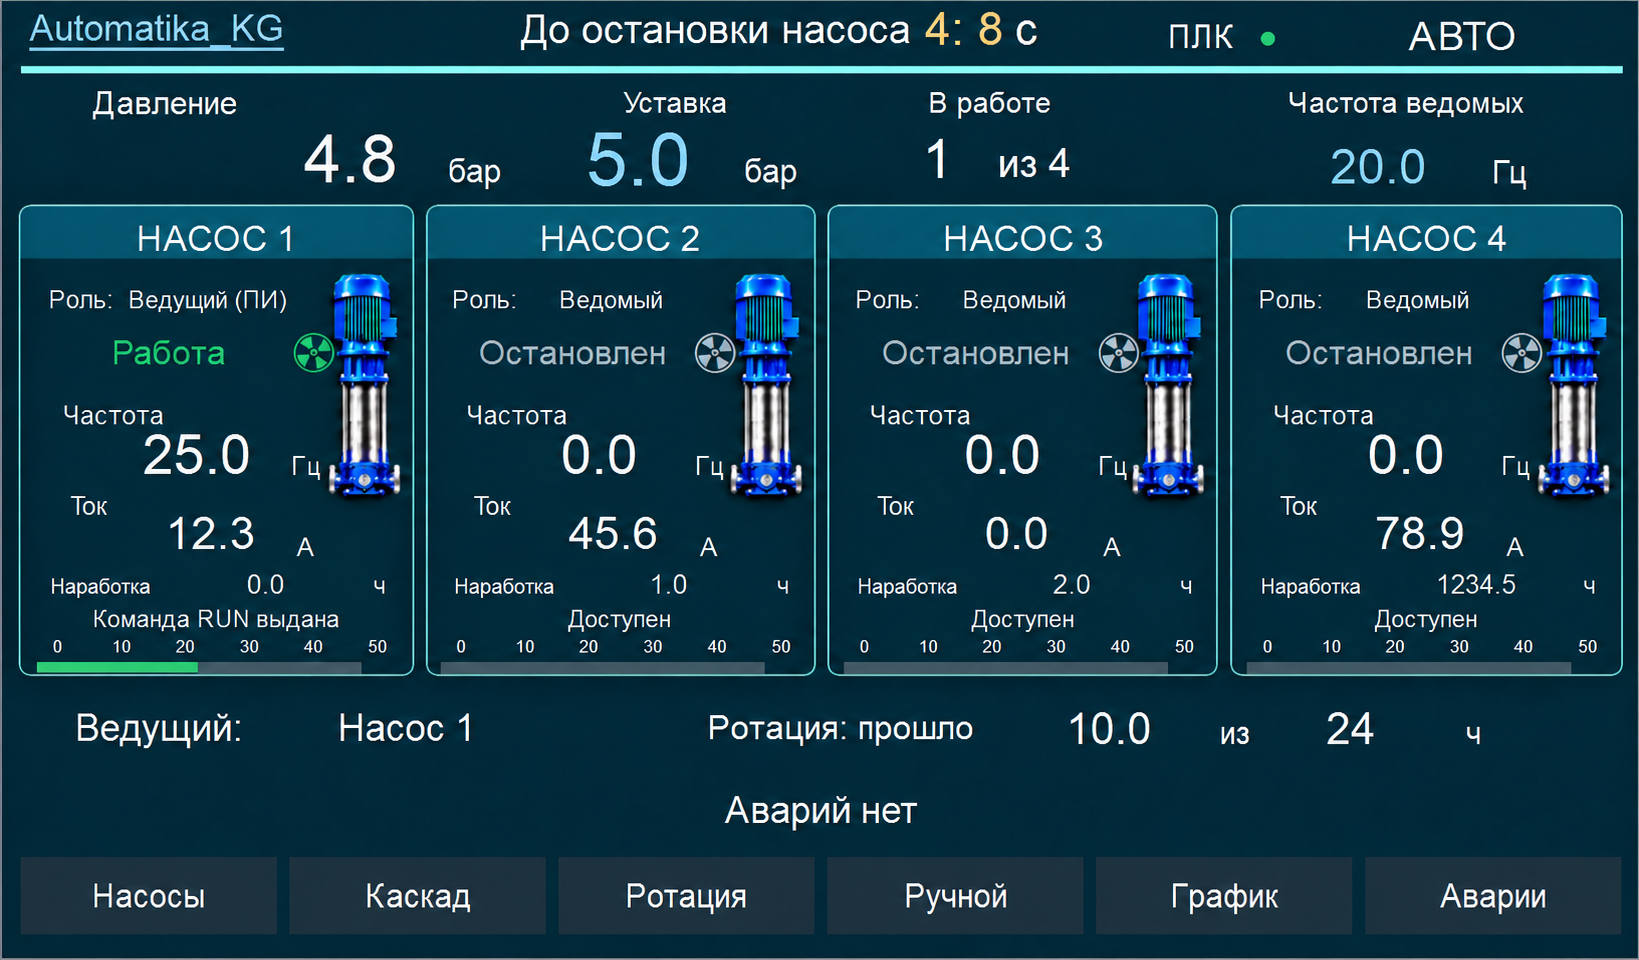 Automatika_KG До остановки насоса 4: 8 с ПЛК АВТО
Давление Уставка В работе Частота ведомых
4.8 бар 5.0 бар 1 из 4 20.0 Гц
НАСОС 1 НАСОС 2 НАСОС 3 НАСОС 4
Роль: Ведущий (ПИ) Роль: Ведомый Роль: Ведомый Роль: Ведомый
Работа Остановлен Остановлен Остановлен
Частота Частота Частота Частота
25.0 Гц 0.0 Гц 0.0 Гц 0.0 Гц
Ток Ток Ток Ток
12.3 А 45.6 А 0.0 А 78.9 А
Наработка 0.0 ч Наработка 1.0 ч Наработка 2.0 ч Наработка 1234.5 ч
Команда RUN выдана Доступен Доступен Доступен
0 10 20 30 40 50 0 10 20 30 40 50 0 10 20 30 40 50 0 10 20 30 40 50
Ведущий: Насос 1 Ротация: прошло 10.0 из 24 ч
Аварий нет
Насосы Каскад Ротация Ручной График Аварии